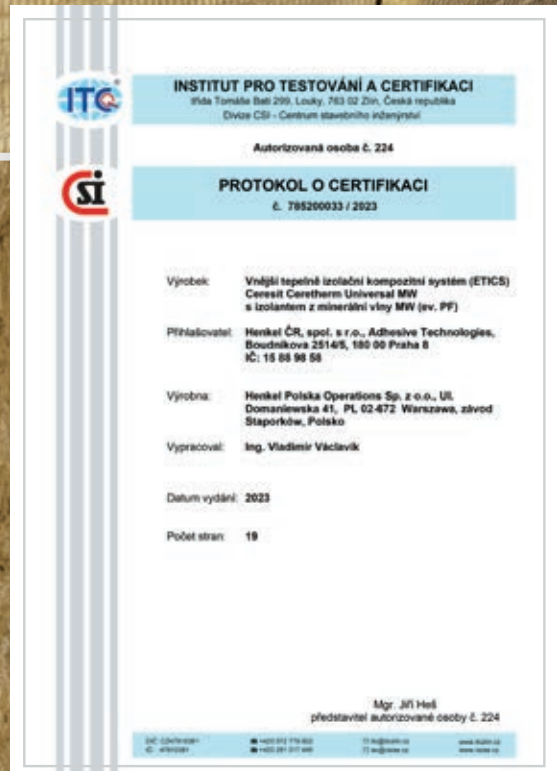 ITC
INSTITUT PRO TESTOVÁNÍ A CERTIFIKACI
třída Tomáše Bati 299, Louky, 763 02 Zlín, Česká republika
Divize CSI - Centrum stavebního inženýrství
Autorizovaná osoba č. 224
CSI
PROTOKOL O CERTIFIKACI
č. 785200033 / 2023
Výrobek: Vnější tepelně izolační kompozitní systém (ETICS)
Ceresit Ceretherm Universal MW
s izolantem z minerální vlny MW (ev. PF)
Přihlašovatel: Henkel ČR, spol. s r.o., Adhesive Technologies,
Boudníkova 2514/5, 180 00 Praha 8
IČ: 15 88 98 58
Výrobna: Henkel Polska Operations Sp. z o.o., Ul.
Domaniewska 41, PL 02-672 Warszawa, závod
Staporków, Polsko
Vypracoval: Ing. Vladimír Václavík
Datum vydání: 2023
Počet stran: 19
Mgr. Jiří Heš
představitel autorizované osoby č. 224